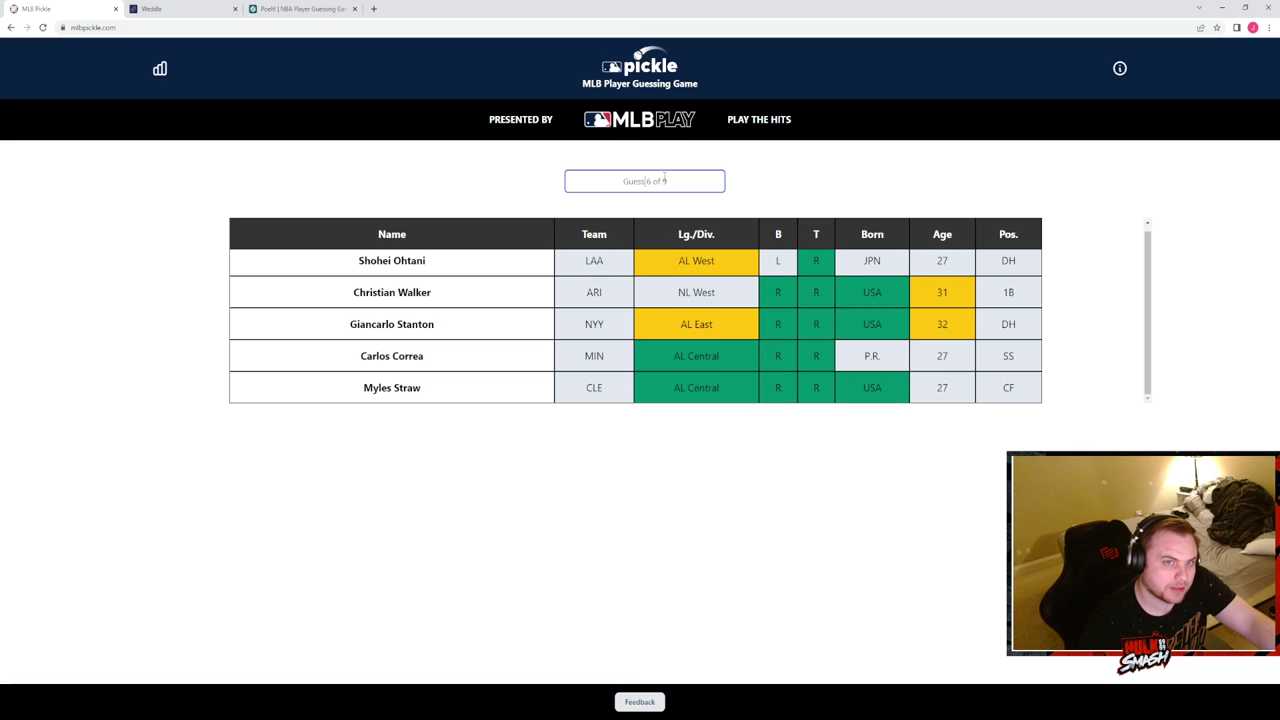 MLB Pickle
Weddle
Poeltl | NBA Player Guessing Ga
mlbpickle.com
J
pickle
MLB Player Guessing Game
PRESENTED BY
MLB PLAY
PLAY THE HITS
Guess 6 of 9
Name Team Lg./Div. B T Born Age Pos.
Shohei Ohtani LAA AL West L R JPN 27 DH
Christian Walker ARI NL West R R USA 31 1B
Giancarlo Stanton NYY AL East R R USA 32 DH
Carlos Correa MIN AL Central R R P.R. 27 SS
Myles Straw CLE AL Central R R USA 27 CF
HULK
SMASH
Feedback